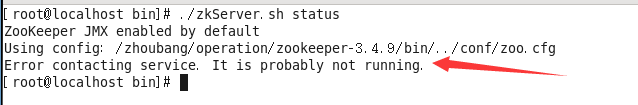 [root@localhost bin]# ./zkServer.sh status
ZooKeeper JMX enabled by default
Using config: /zhoubang/operation/zookeeper-3.4.9/bin/../conf/zoo.cfg
Error contacting service. It is probably not running.
[root@localhost bin]#